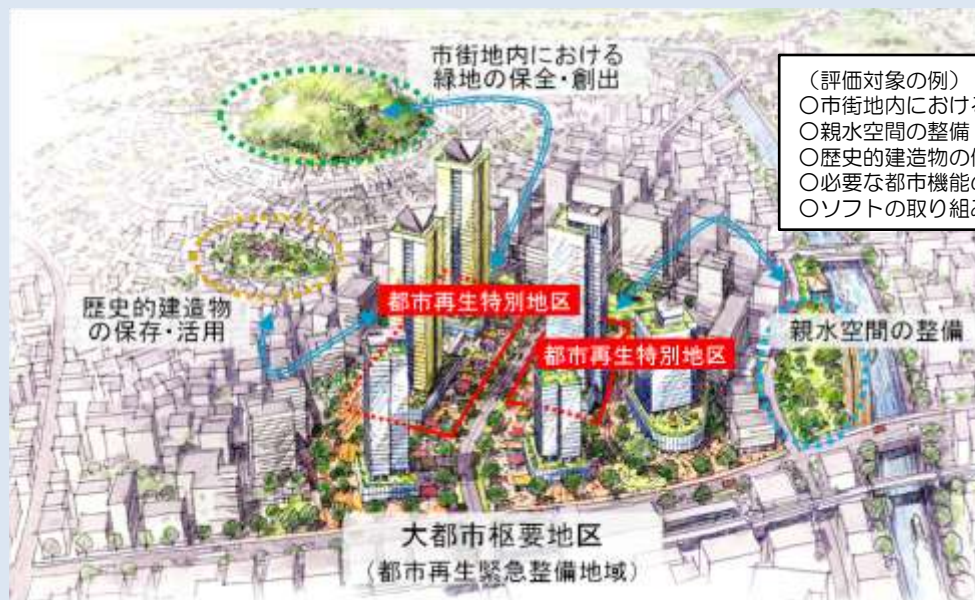 市街地内における
緑地の保全・創出
（評価対象の例）
○市街地内における
○親水空間の整備
○歴史的建造物の
○必要な都市機能の
○ソフトの取り組
歴史的建造物
の保存・活用
都市再生特別地区
都市再生特別地区
親水空間の整備
大都市枢要地区
（都市再生緊急整備地域）